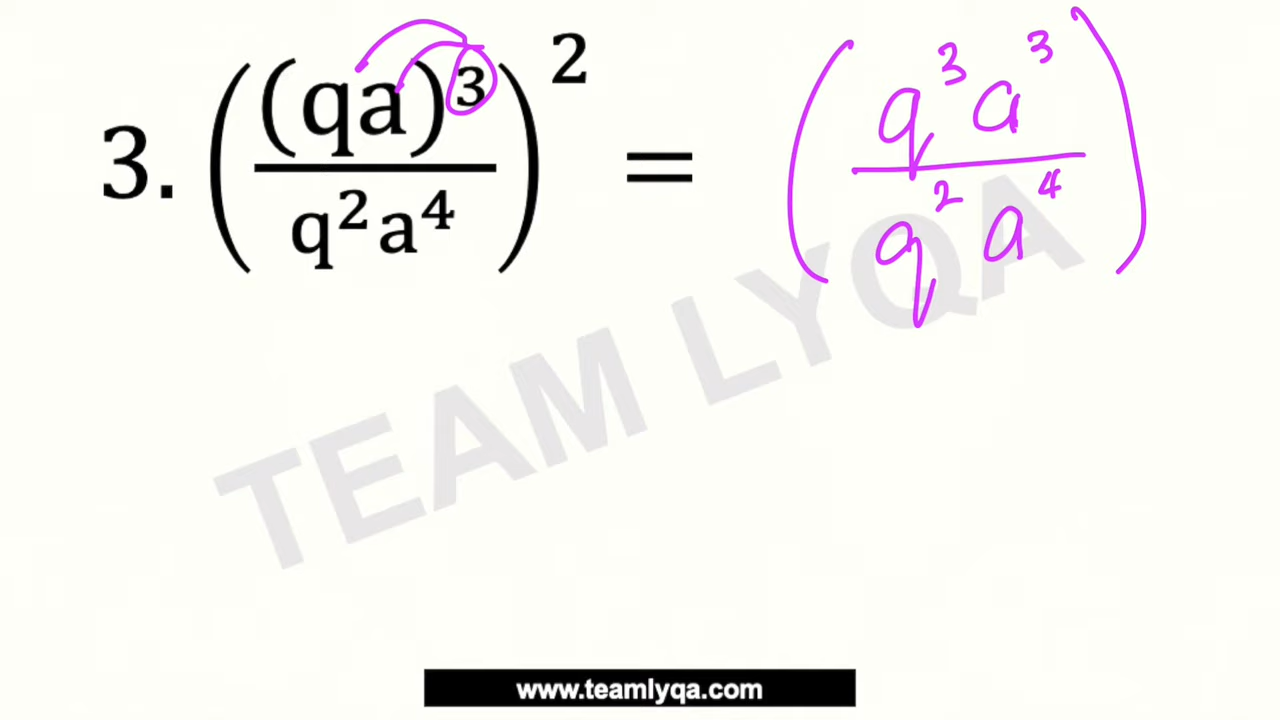 3. ((qa)³/q²a⁴)² = (q³a³/q²a⁴)
TEAM LYQA
www.teamlyqa.com